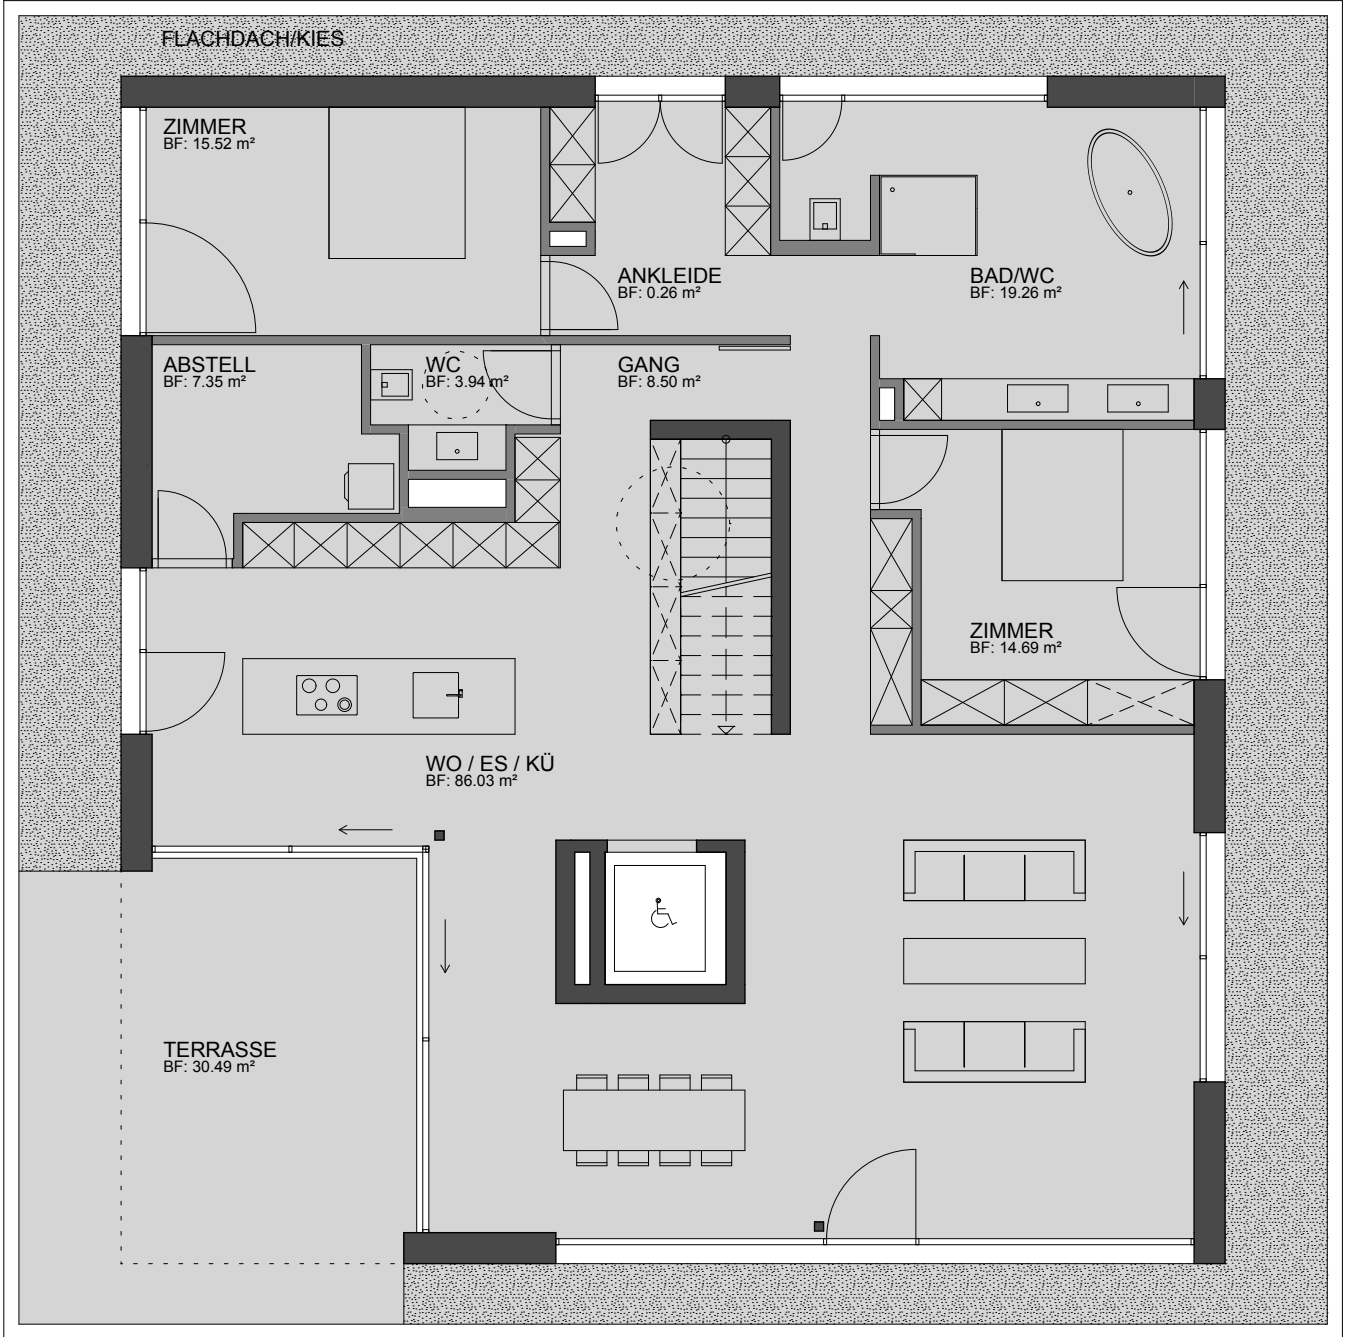 FLACHDACH/KIES
ZIMMER
BF: 15.52 m²
ANKLEIDE
BF: 0.26 m²
BAD/WC
BF: 19.26 m²
ABSTELL
BF: 7.35 m²
WC
BF: 3.94 m²
GANG
BF: 8.50 m²
ZIMMER
BF: 14.69 m²
WO / ES / KÜ
BF: 86.03 m²
TERRASSE
BF: 30.49 m²